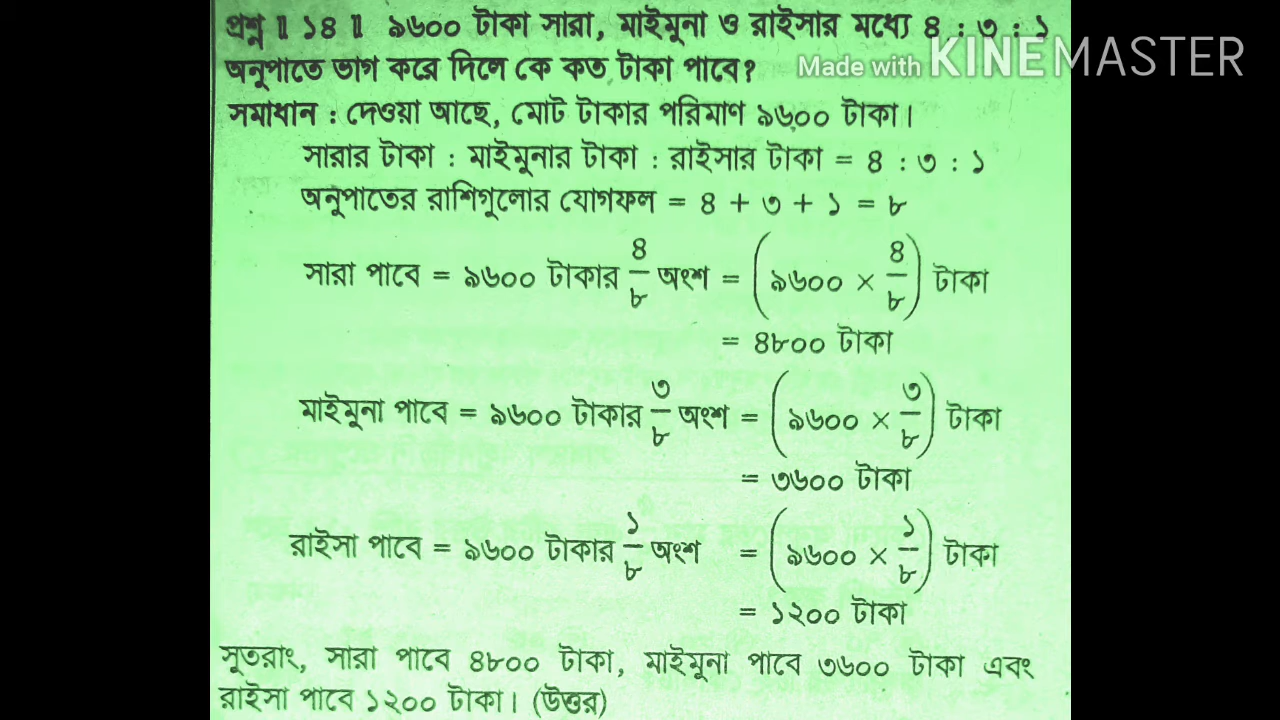 প্রশ্ন ॥ ১৪ ॥ ৯৬০০ টাকা সারা, মাইমুনা ও রাইসার মধ্যে ৪ : ৩ : ১
অনুপাতে ভাগ করে দিলে কে কত টাকা পাবে?
Made with KINEMASTER
সমাধান : দেওয়া আছে, মোট টাকার পরিমাণ ৯৬০০ টাকা।
সারার টাকা : মাইমুনার টাকা : রাইসার টাকা = ৪ : ৩ : ১
অনুপাতের রাশিগুলোর যোগফল = ৪ + ৩ + ১ = ৮
সারা পাবে = ৯৬০০ টাকার ৪/৮ অংশ = (৯৬০০ × ৪/৮) টাকা
= ৪৮০০ টাকা
মাইমুনা পাবে = ৯৬০০ টাকার ৩/৮ অংশ = (৯৬০০ × ৩/৮) টাকা
= ৩৬০০ টাকা
রাইসা পাবে = ৯৬০০ টাকার ১/৮ অংশ = (৯৬০০ × ১/৮) টাকা
= ১২০০ টাকা
সুতরাং, সারা পাবে ৪৮০০ টাকা, মাইমুনা পাবে ৩৬০০ টাকা এবং
রাইসা পাবে ১২০০ টাকা। (উত্তর)